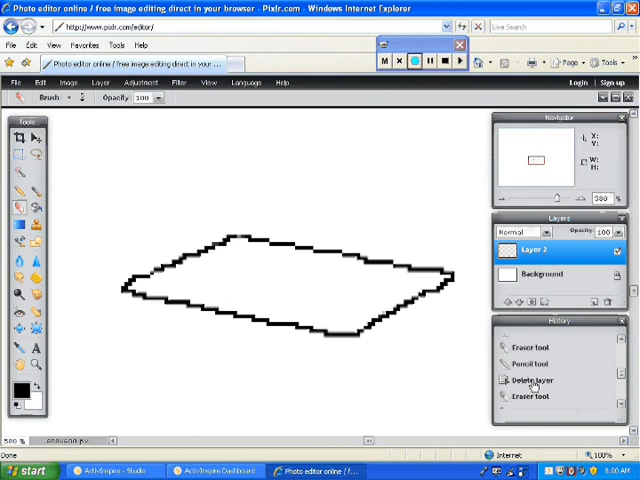 Photo editor online / free image editing direct in your browser - Pixlr.com - Windows Internet Explorer
http://www.pixlr.com/editor/
Live Search
File Edit View Favorites Tools Help
Photo editor online / free image editing direct in your ...
Page Tools
M
File Edit Image Layer Adjustment Filter View Language Help Login Sign up
Brush Opacity 100
Tools
Navigator
X:
Y:
W:
H:
580 %
Layers
Normal Opacity 100
Layer 2
Background
History
Eraser tool
Pencil tool
Delete layer
Eraser tool
A
580 % 800x600 px
Done Internet 100%
start ActivInspire - Studio ActivInspire Dashboard Photo editor online / f... 8:00 AM